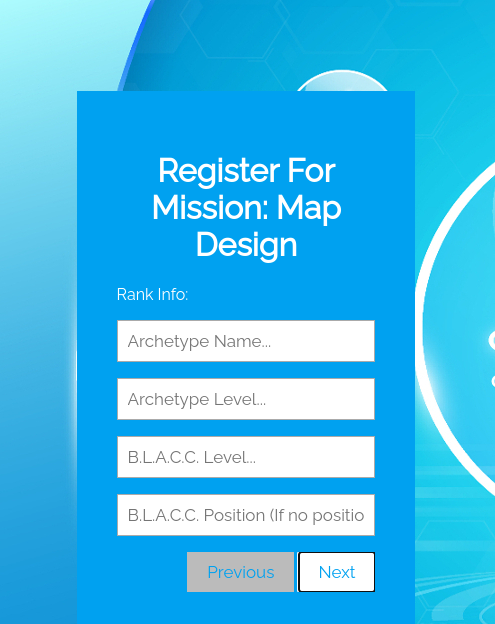 Register For
Mission: Map
Design
Rank Info:
Archetype Name...
Archetype Level...
B.L.A.C.C. Level...
B.L.A.C.C. Position (If no positio
Previous
Next